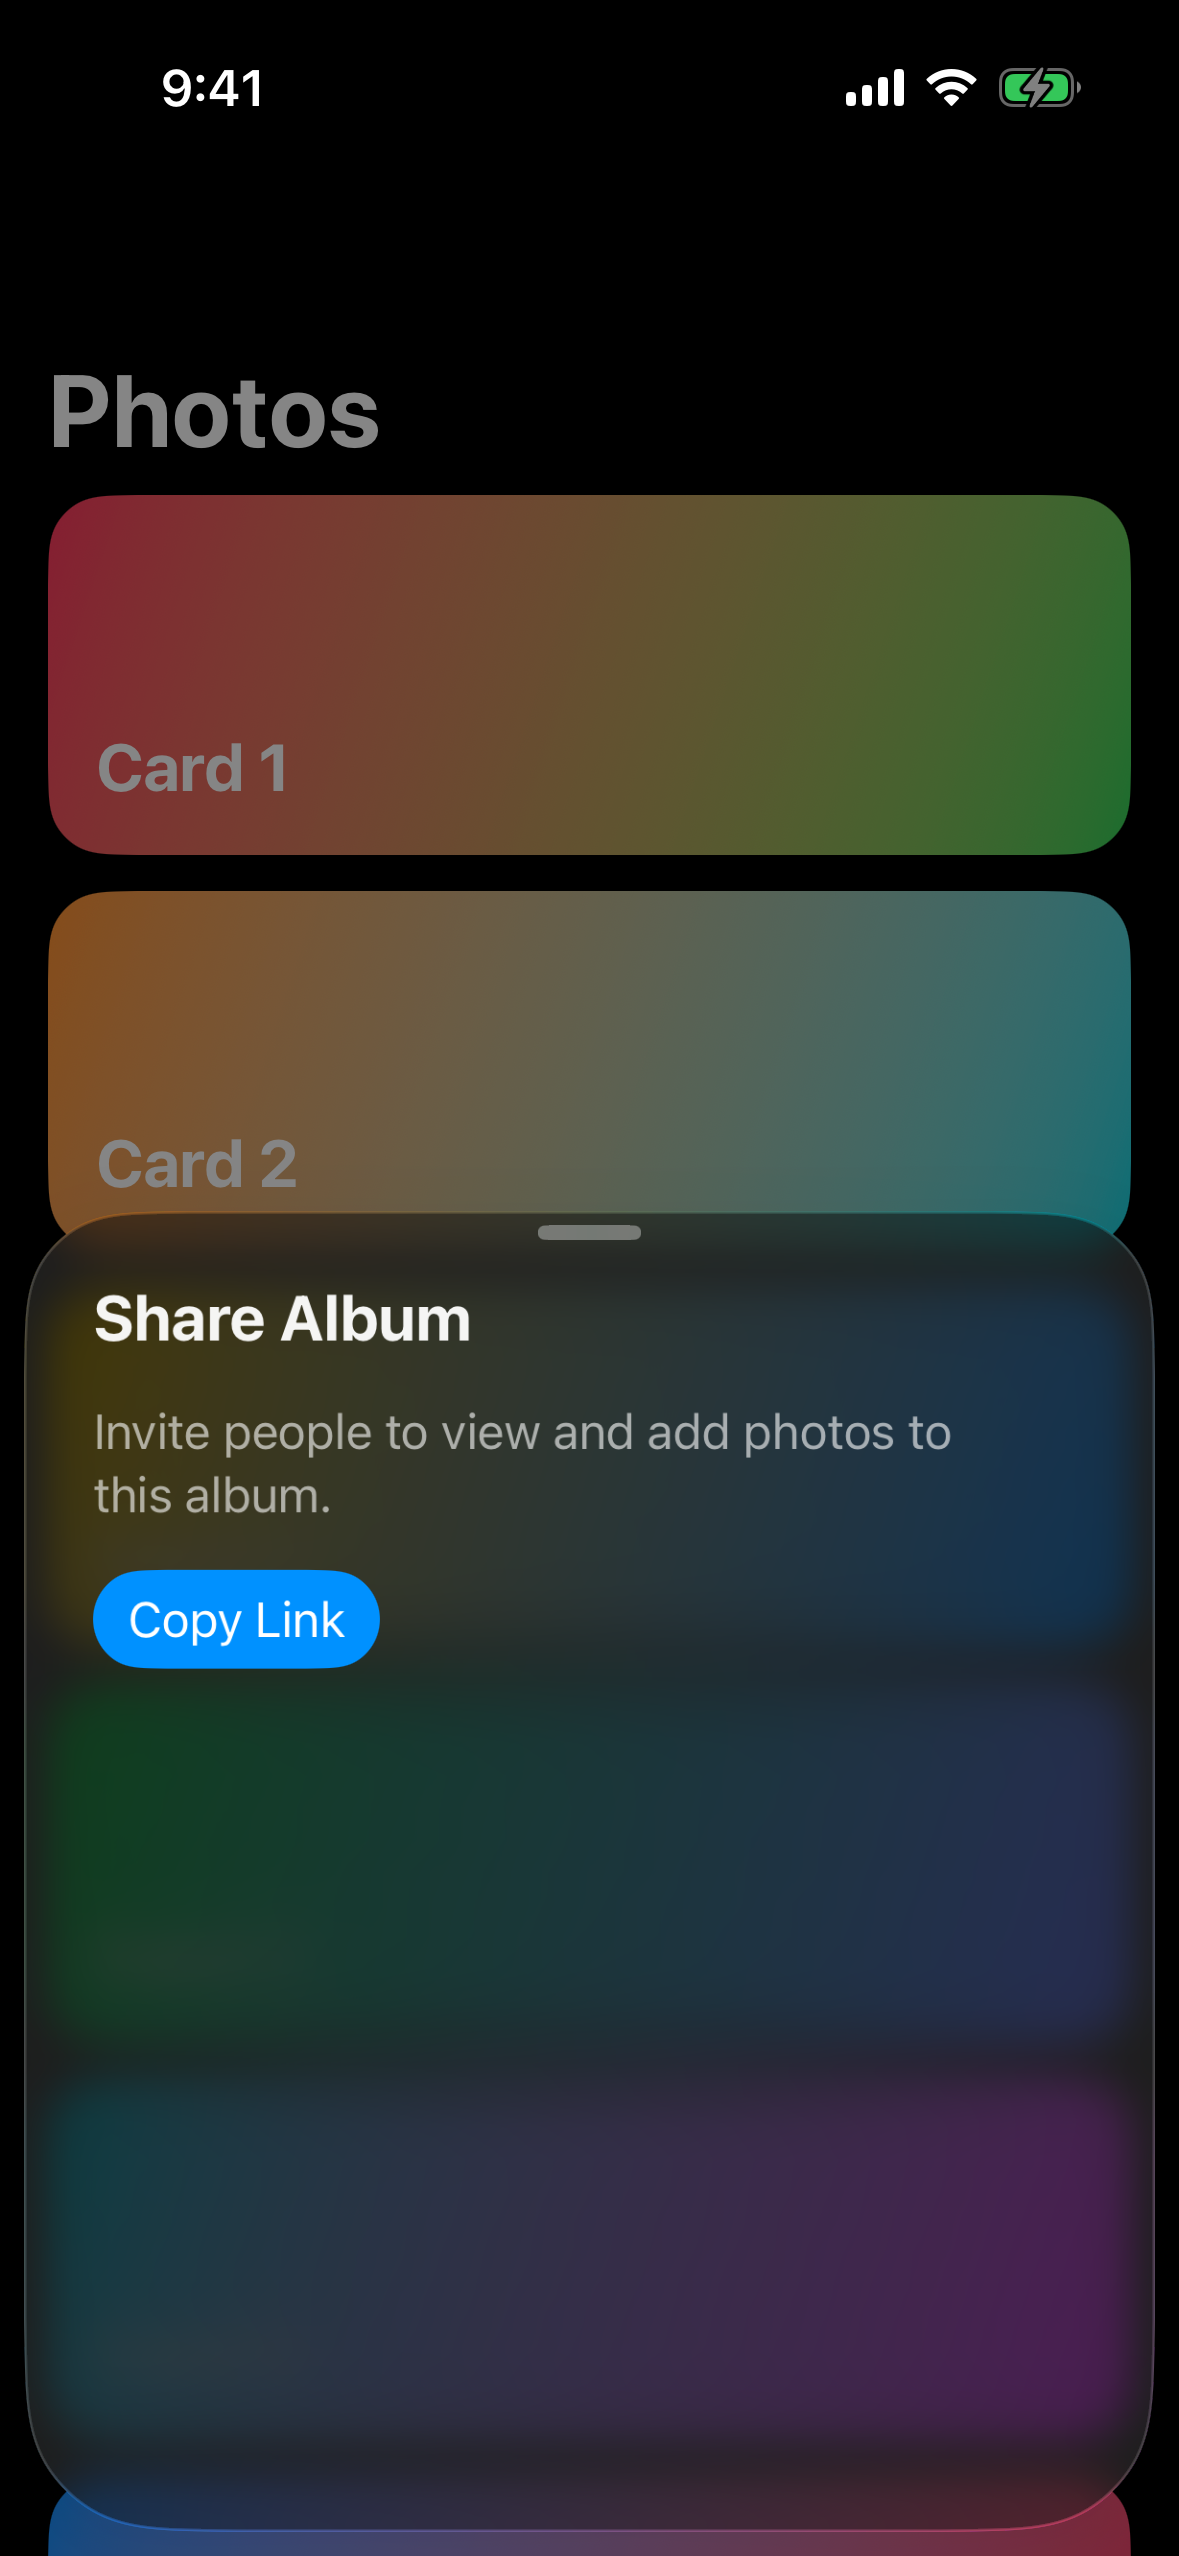 9:41
Photos
Card 1
Card 2
Share Album
Invite people to view and add photos to
this album.
Copy Link